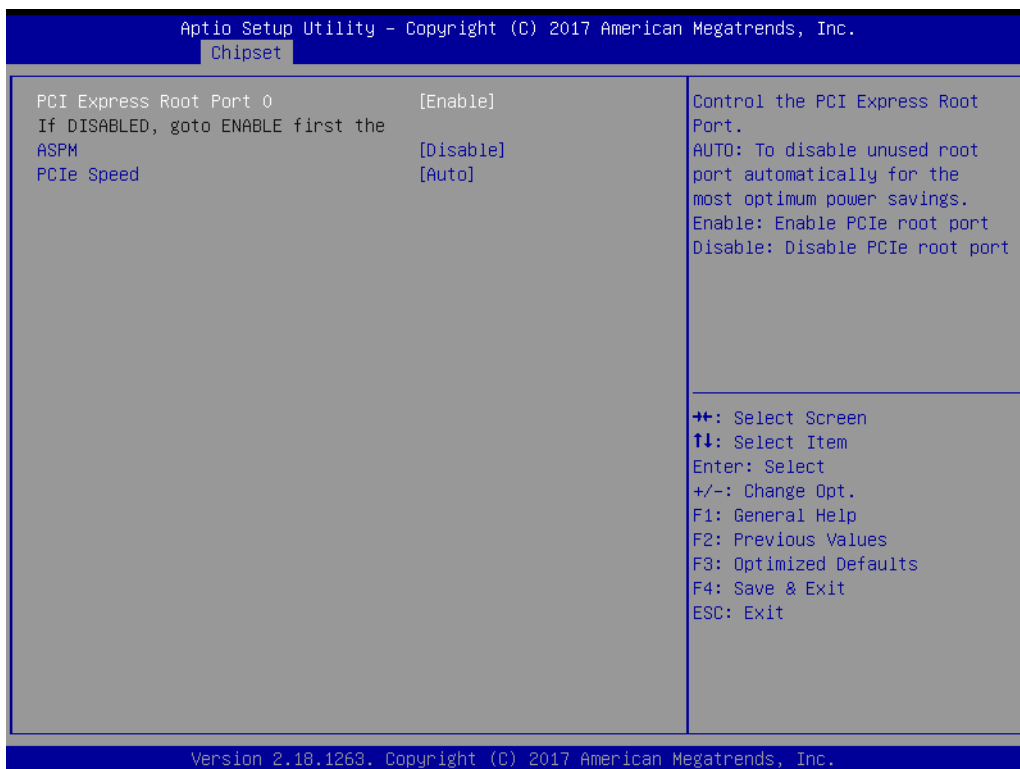 Aptio Setup Utility – Copyright (C) 2017 American Megatrends, Inc.
Chipset
PCI Express Root Port 0 [Enable]
If DISABLED, goto ENABLE first the
ASPM [Disable]
PCIe Speed [Auto]
Control the PCI Express Root
Port.
AUTO: To disable unused root
port automatically for the
most optimum power savings.
Enable: Enable PCIe root port
Disable: Disable PCIe root port
→←: Select Screen
↑↓: Select Item
Enter: Select
+/-: Change Opt.
F1: General Help
F2: Previous Values
F3: Optimized Defaults
F4: Save & Exit
ESC: Exit
Version 2.18.1263. Copyright (C) 2017 American Megatrends, Inc.